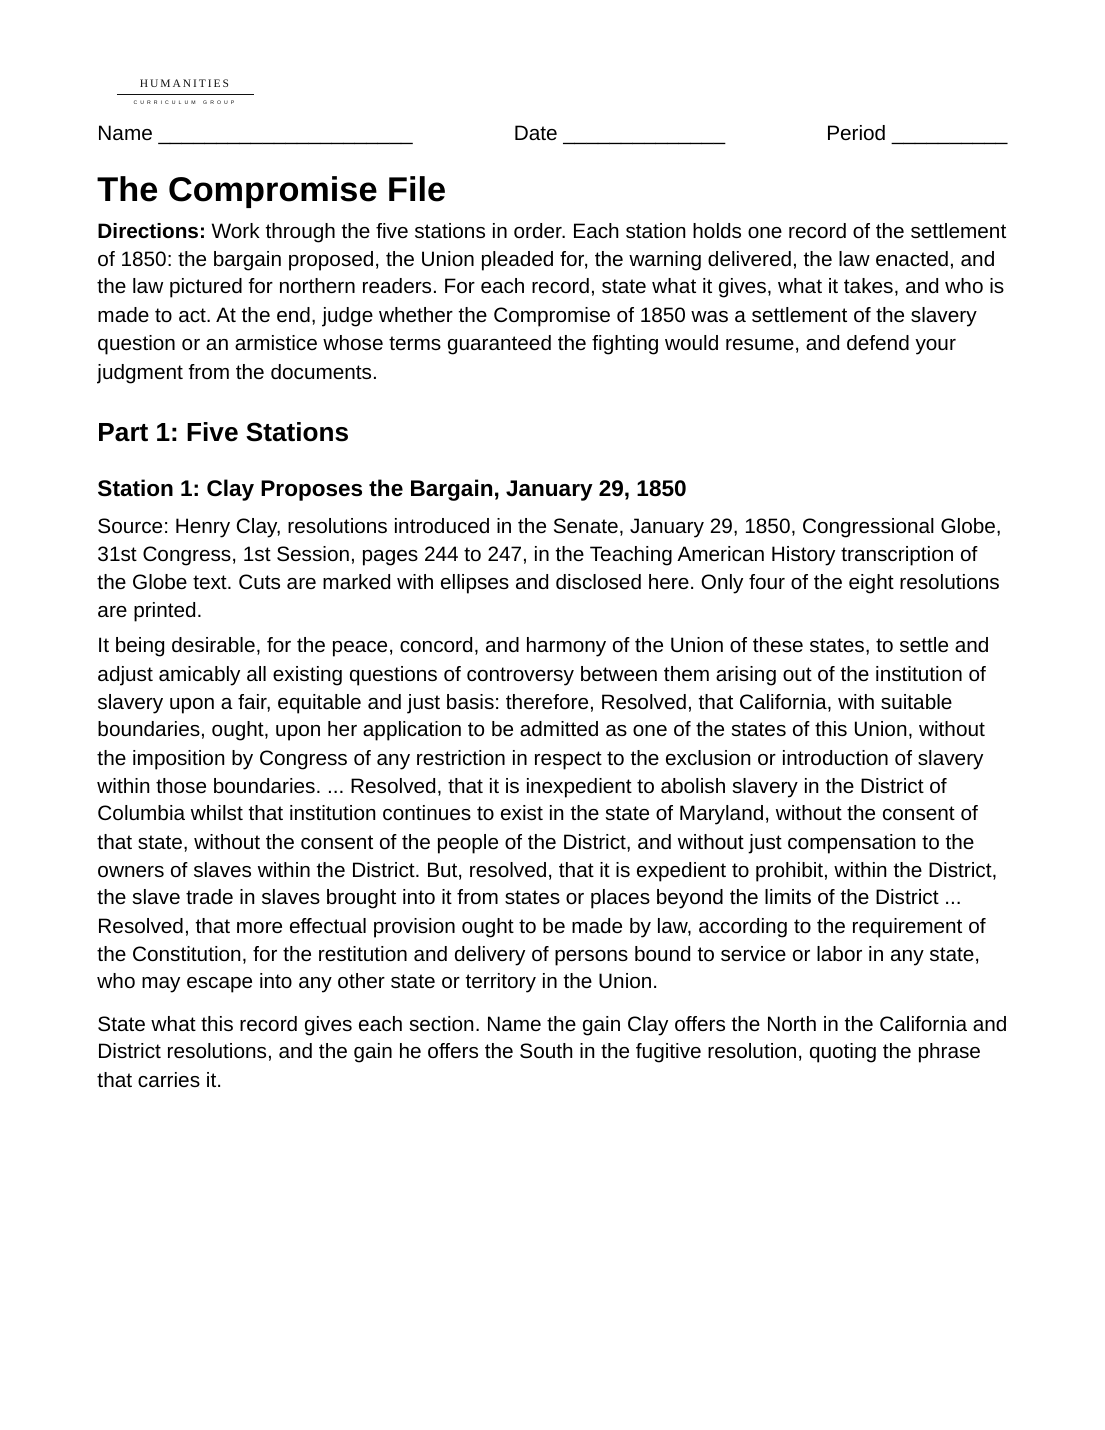 HUMANITIES
CURRICULUM GROUP
Name ______________________ Date ______________ Period __________
The Compromise File
Directions: Work through the five stations in order. Each station holds one record of the settlement
of 1850: the bargain proposed, the Union pleaded for, the warning delivered, the law enacted, and
the law pictured for northern readers. For each record, state what it gives, what it takes, and who is
made to act. At the end, judge whether the Compromise of 1850 was a settlement of the slavery
question or an armistice whose terms guaranteed the fighting would resume, and defend your
judgment from the documents.
Part 1: Five Stations
Station 1: Clay Proposes the Bargain, January 29, 1850
Source: Henry Clay, resolutions introduced in the Senate, January 29, 1850, Congressional Globe,
31st Congress, 1st Session, pages 244 to 247, in the Teaching American History transcription of
the Globe text. Cuts are marked with ellipses and disclosed here. Only four of the eight resolutions
are printed.
It being desirable, for the peace, concord, and harmony of the Union of these states, to settle and
adjust amicably all existing questions of controversy between them arising out of the institution of
slavery upon a fair, equitable and just basis: therefore, Resolved, that California, with suitable
boundaries, ought, upon her application to be admitted as one of the states of this Union, without
the imposition by Congress of any restriction in respect to the exclusion or introduction of slavery
within those boundaries. ... Resolved, that it is inexpedient to abolish slavery in the District of
Columbia whilst that institution continues to exist in the state of Maryland, without the consent of
that state, without the consent of the people of the District, and without just compensation to the
owners of slaves within the District. But, resolved, that it is expedient to prohibit, within the District,
the slave trade in slaves brought into it from states or places beyond the limits of the District ...
Resolved, that more effectual provision ought to be made by law, according to the requirement of
the Constitution, for the restitution and delivery of persons bound to service or labor in any state,
who may escape into any other state or territory in the Union.
State what this record gives each section. Name the gain Clay offers the North in the California and
District resolutions, and the gain he offers the South in the fugitive resolution, quoting the phrase
that carries it.